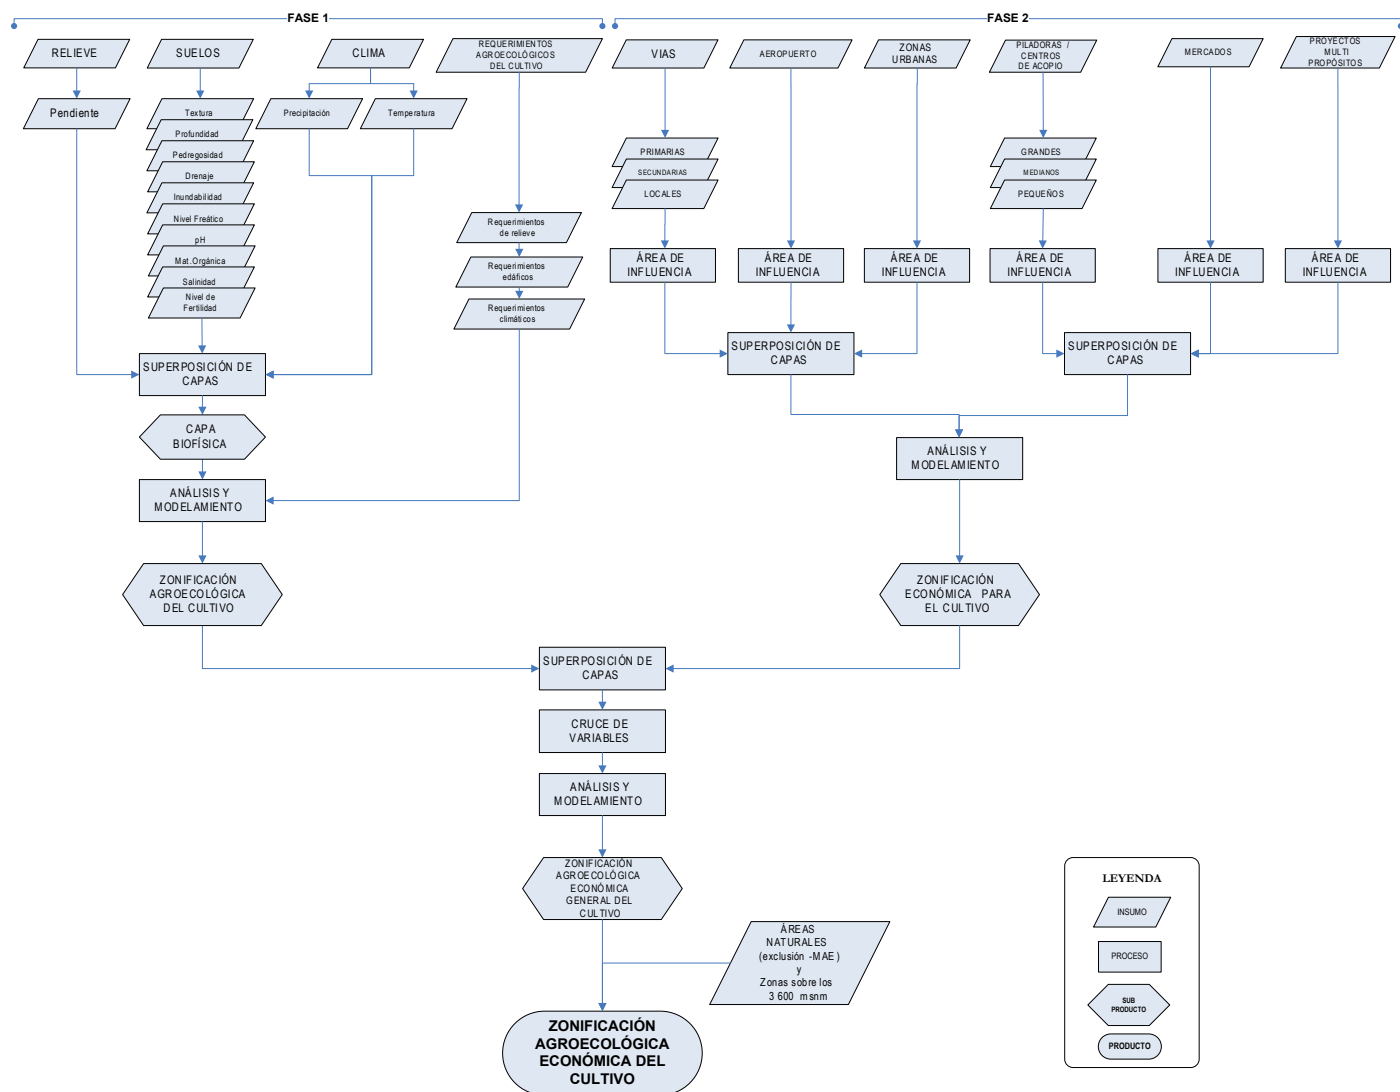 FASE 1
FASE 2
RELIEVE
SUELOS
CLIMA
REQUERIMIENTOS
AGROECOLÓGICOS
DEL CULTIVO
VIAS
AEROPUERTO
ZONAS
URBANAS
PILADORAS /
CENTROS
DE ACOPIO
MERCADOS
PROYECTOS
MULTI
PROPÓSITOS
Pendiente
Textura
Profundidad
Pedregosidad
Drenaje
Inundabilidad
Nivel Freático
pH
Mat.Orgánica
Salinidad
Nivel de
Fertilidad
Precipitación
Temperatura
Requerimientos
de relieve
Requerimientos
edáficos
Requerimientos
climáticos
PRIMARIAS
SECUNDARIAS
LOCALES
GRANDES
MEDIANOS
PEQUEÑOS
ÁREA DE
INFLUENCIA
ÁREA DE
INFLUENCIA
ÁREA DE
INFLUENCIA
ÁREA DE
INFLUENCIA
ÁREA DE
INFLUENCIA
ÁREA DE
INFLUENCIA
SUPERPOSICIÓN DE
CAPAS
SUPERPOSICIÓN DE
CAPAS
SUPERPOSICIÓN DE
CAPAS
CAPA
BIOFÍSICA
ANÁLISIS Y
MODELAMIENTO
ANÁLISIS Y
MODELAMIENTO
ZONIFICACIÓN
AGROECOLÓGICA
DEL CULTIVO
ZONIFICACIÓN
ECONÓMICA PARA
EL CULTIVO
SUPERPOSICIÓN DE
CAPAS
CRUCE DE
VARIABLES
ANÁLISIS Y
MODELAMIENTO
ZONIFICACIÓN
AGROECOLÓGICA
ECONÓMICA
GENERAL DEL
CULTIVO
ÁREAS
NATURALES
(exclusión -MAE)
y
Zonas sobre los
3 600 msnm
ZONIFICACIÓN
AGROECOLÓGICA
ECONÓMICA DEL
CULTIVO
LEYENDA
INSUMO
PROCESO
SUB
PRODUCTO
PRODUCTO